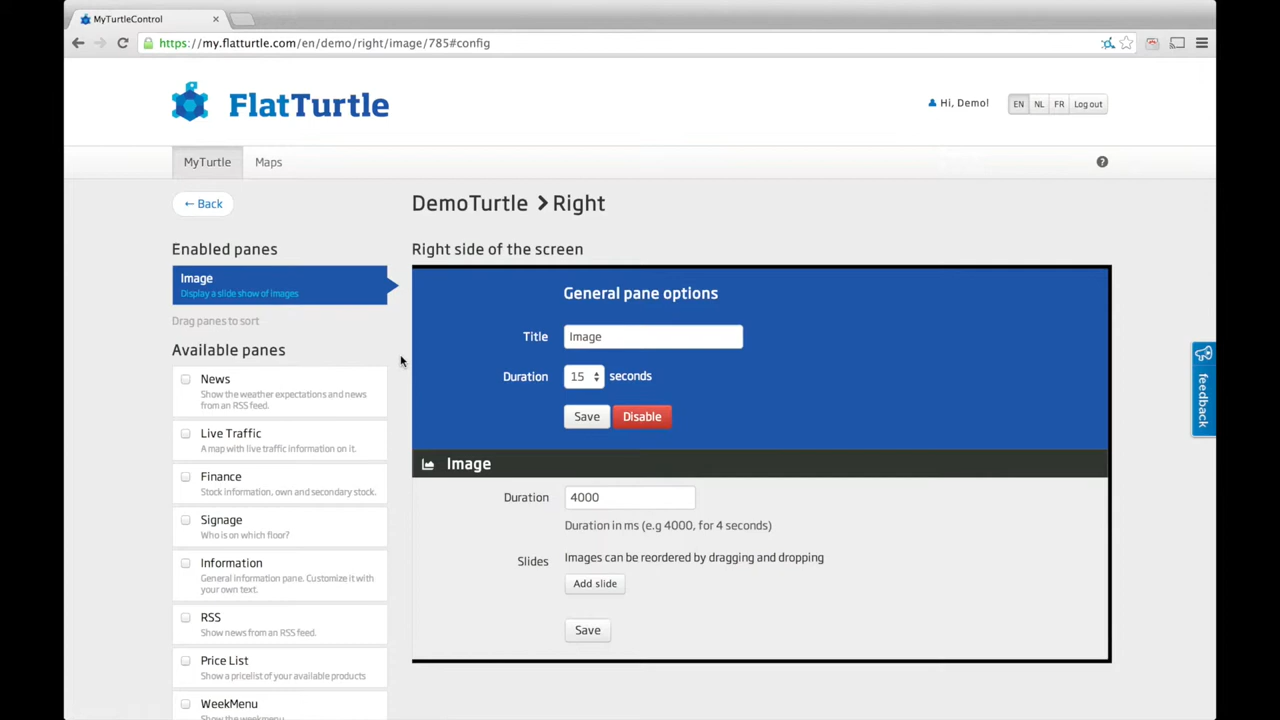 MyTurtleControl
https://my.flatturtle.com/en/demo/right/image/785#config
FlatTurtle
Hi, Demo!
EN
NL
FR
Log out
MyTurtle
Maps
?
← Back
DemoTurtle > Right
Enabled panes
Image
Display a slide show of images
Drag panes to sort
Available panes
News
Show the weather expectations and news
from an RSS feed.
Live Traffic
A map with live traffic information on it.
Finance
Stock information, own and secondary stock.
Signage
Who is on which floor?
Information
General information pane. Customize it with
your own text.
RSS
Show news from an RSS feed.
Price List
Show a pricelist of your available products
WeekMenu
Show the weekmenu
Right side of the screen
General pane options
Title
Image
Duration
15
seconds
Save
Disable
Image
Duration
4000
Duration in ms (e.g 4000, for 4 seconds)
Slides
Images can be reordered by dragging and dropping
Add slide
Save
feedback